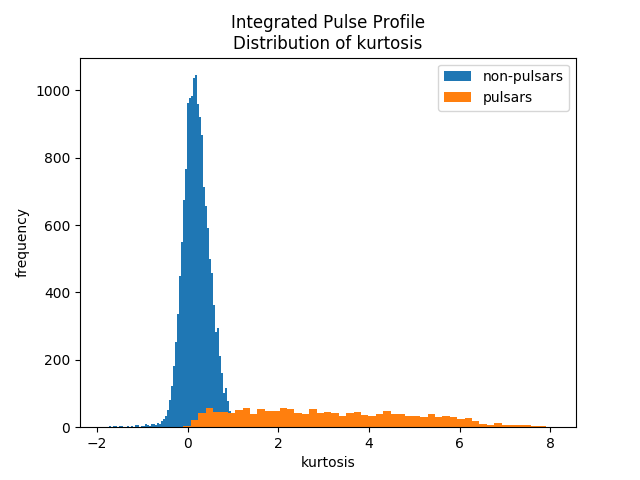 Integrated Pulse Profile
Distribution of kurtosis
non-pulsars
pulsars
1000
800
600
400
200
0
frequency
−2
0
2
4
6
8
kurtosis